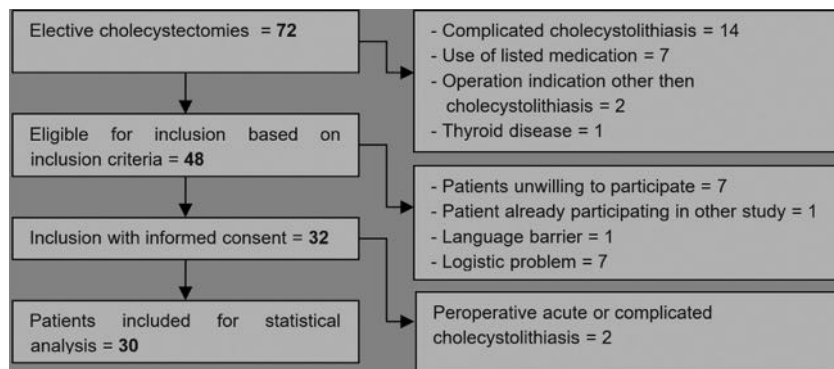 Elective cholecystectomies = 72
- Complicated cholecystolithiasis = 14
- Use of listed medication = 7
- Operation indication other then
cholecystolithiasis = 2
- Thyroid disease = 1
Eligible for inclusion based on
inclusion criteria = 48
- Patients unwilling to participate = 7
- Patient already participating in other study = 1
- Language barrier = 1
- Logistic problem = 7
Inclusion with informed consent = 32
Peroperative acute or complicated
cholecystolithiasis = 2
Patients included for statistical
analysis = 30